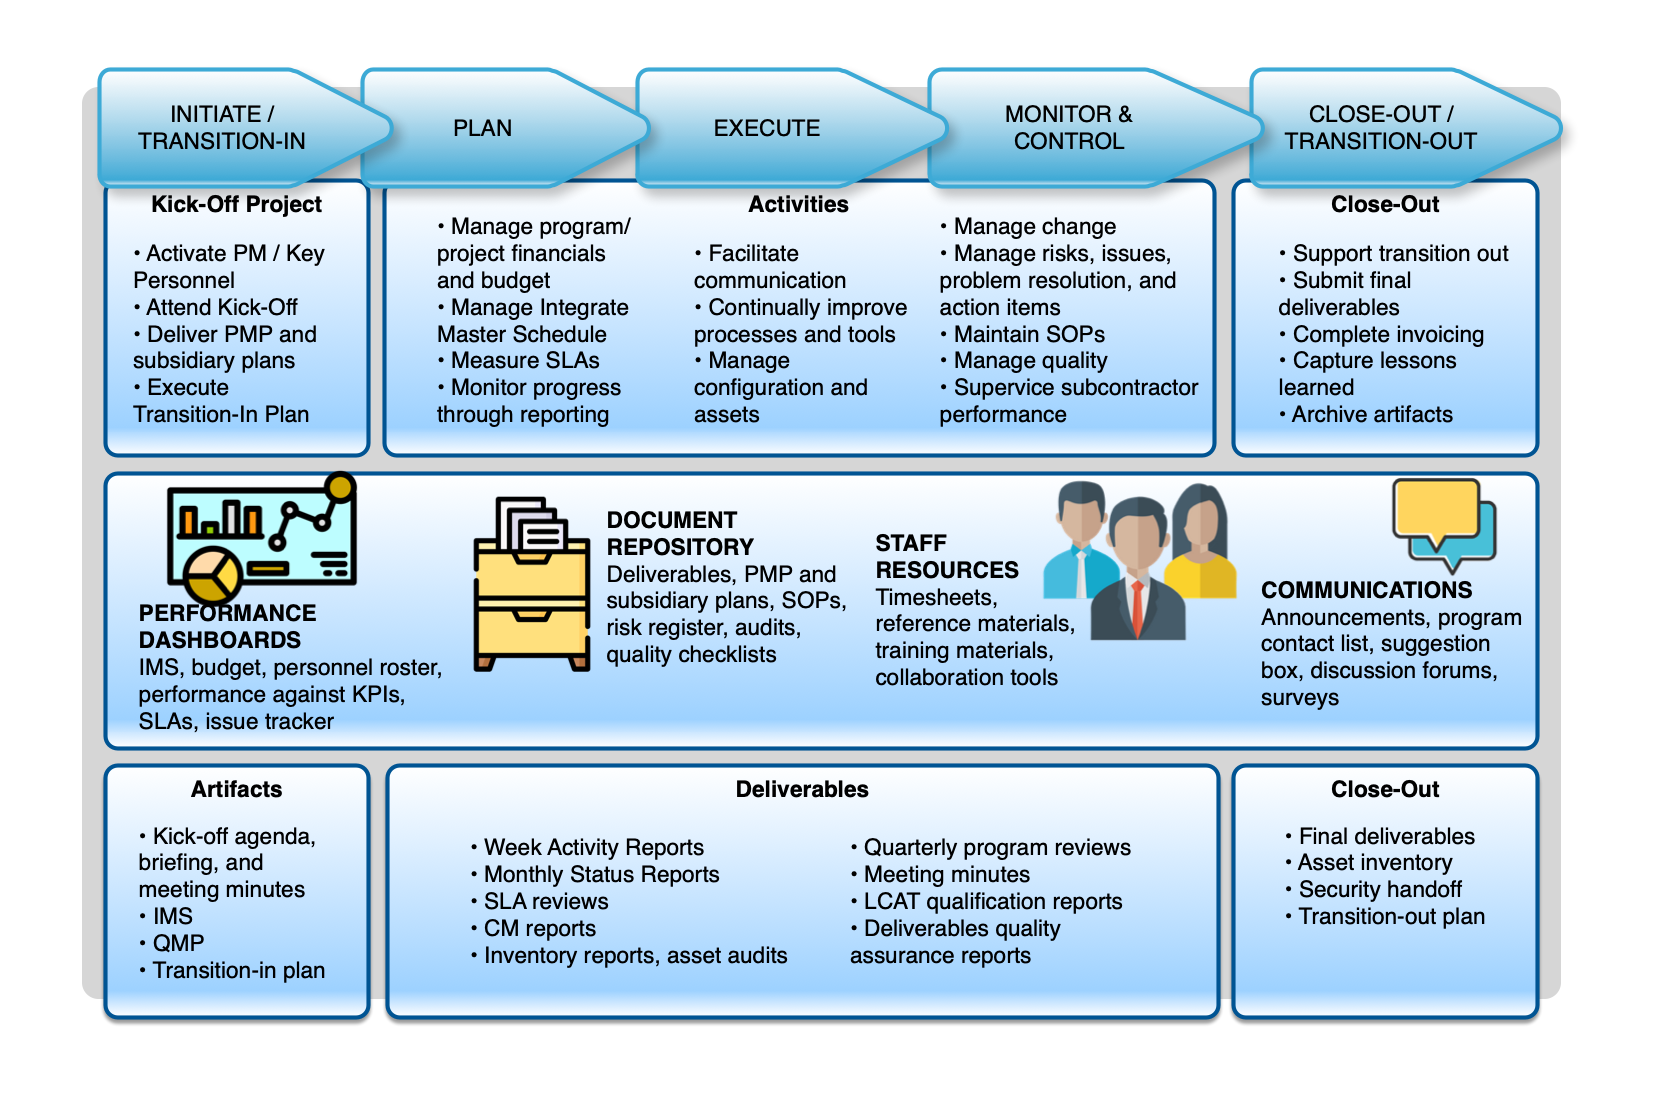 INITIATE /
TRANSITION-IN
PLAN
EXECUTE
MONITOR &
CONTROL
CLOSE-OUT /
TRANSITION-OUT
Kick-Off Project
• Activate PM / Key
Personnel
• Attend Kick-Off
• Deliver PMP and
subsidiary plans
• Execute
Transition-In Plan
Activities
• Manage program/
project financials
and budget
• Manage Integrate
Master Schedule
• Measure SLAs
• Monitor progress
through reporting
• Facilitate
communication
• Continually improve
processes and tools
• Manage
configuration and
assets
• Manage change
• Manage risks, issues,
problem resolution, and
action items
• Maintain SOPs
• Manage quality
• Supervice subcontractor
performance
Close-Out
• Support transition out
• Submit final
deliverables
• Complete invoicing
• Capture lessons
learned
• Archive artifacts
PERFORMANCE
DASHBOARDS
IMS, budget, personnel roster,
performance against KPIs,
SLAs, issue tracker
DOCUMENT
REPOSITORY
Deliverables, PMP and
subsidiary plans, SOPs,
risk register, audits,
quality checklists
STAFF
RESOURCES
Timesheets,
reference materials,
training materials,
collaboration tools
COMMUNICATIONS
Announcements, program
contact list, suggestion
box, discussion forums,
surveys
Artifacts
• Kick-off agenda,
briefing, and
meeting minutes
• IMS
• QMP
• Transition-in plan
Deliverables
• Week Activity Reports
• Monthly Status Reports
• SLA reviews
• CM reports
• Inventory reports, asset audits
• Quarterly program reviews
• Meeting minutes
• LCAT qualification reports
• Deliverables quality
assurance reports
Close-Out
• Final deliverables
• Asset inventory
• Security handoff
• Transition-out plan